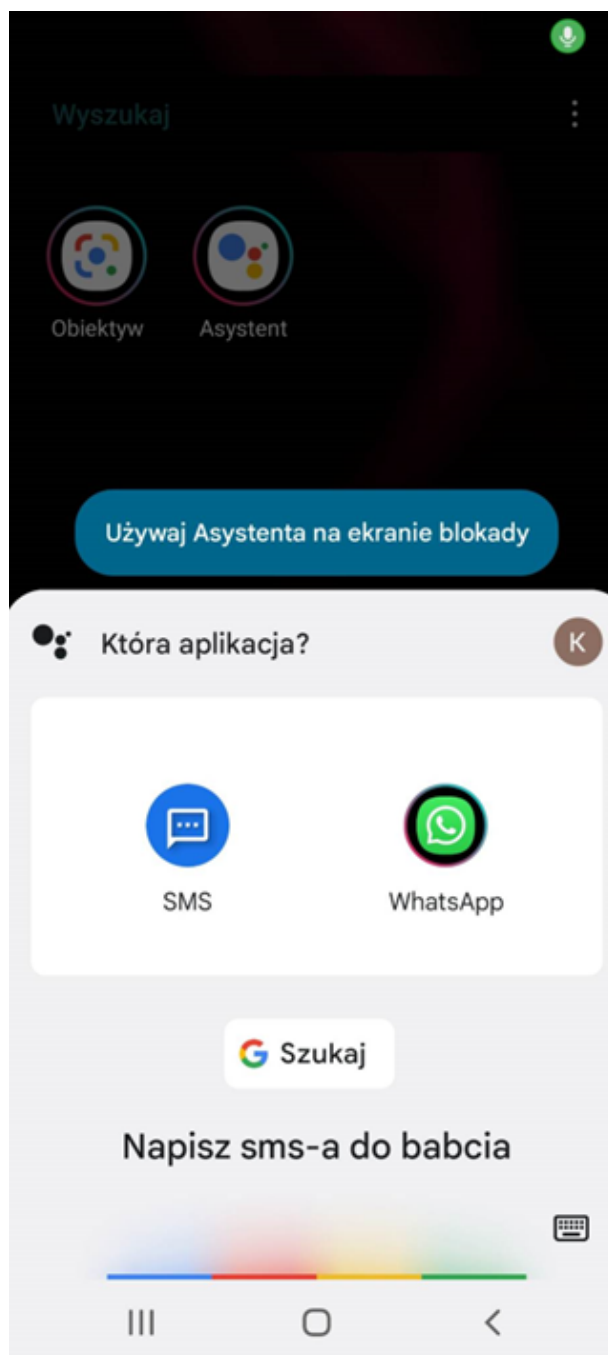 Wyszukaj
Obiektyw
Asystent
Używaj Asystenta na ekranie blokady
Która aplikacja?
K
SMS
WhatsApp
G Szukaj
Napisz sms-a do babcia